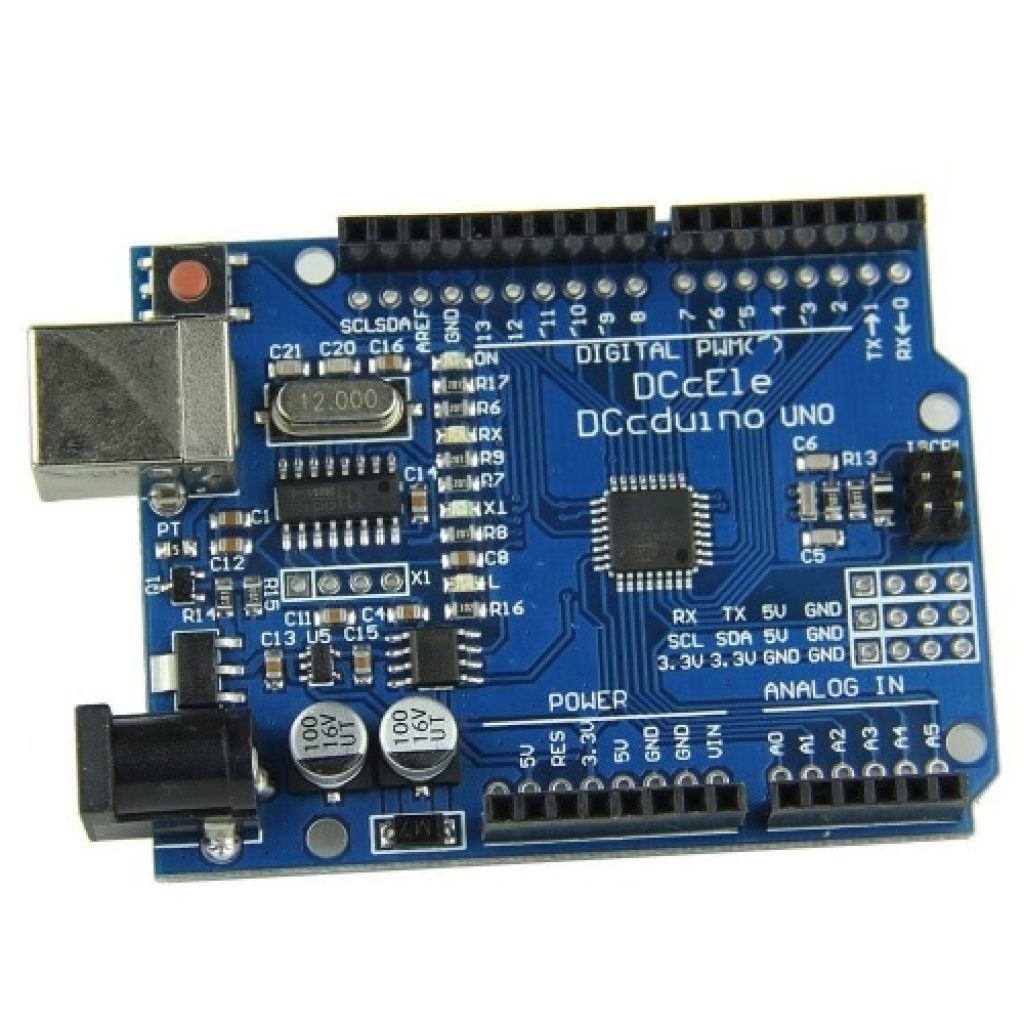 SCL SDA AREF GND 13 12 ~11 ~10 ~9 8 7 ~6 ~5 4 ~3 2 TX→1 RX←0
DIGITAL PWM(~)
DCcEle
DCcduino UNO
C21 C20 C16
12.000
ON
R17
R6
RX
R9
R7
TX
R8
C8
L
R16
C14
PT
C1
C12
R14
R15
X1
C11
C4
C13
U5
C15
C6
R13
C5
RX TX 5V GND
SCL SDA 5V GND
3.3V 3.3V GND GND
100
16V
UT
100
16V
UT
M7
POWER
5V RES 3.3V 5V GND GND VIN
ANALOG IN
A0 A1 A2 A3 A4 A5